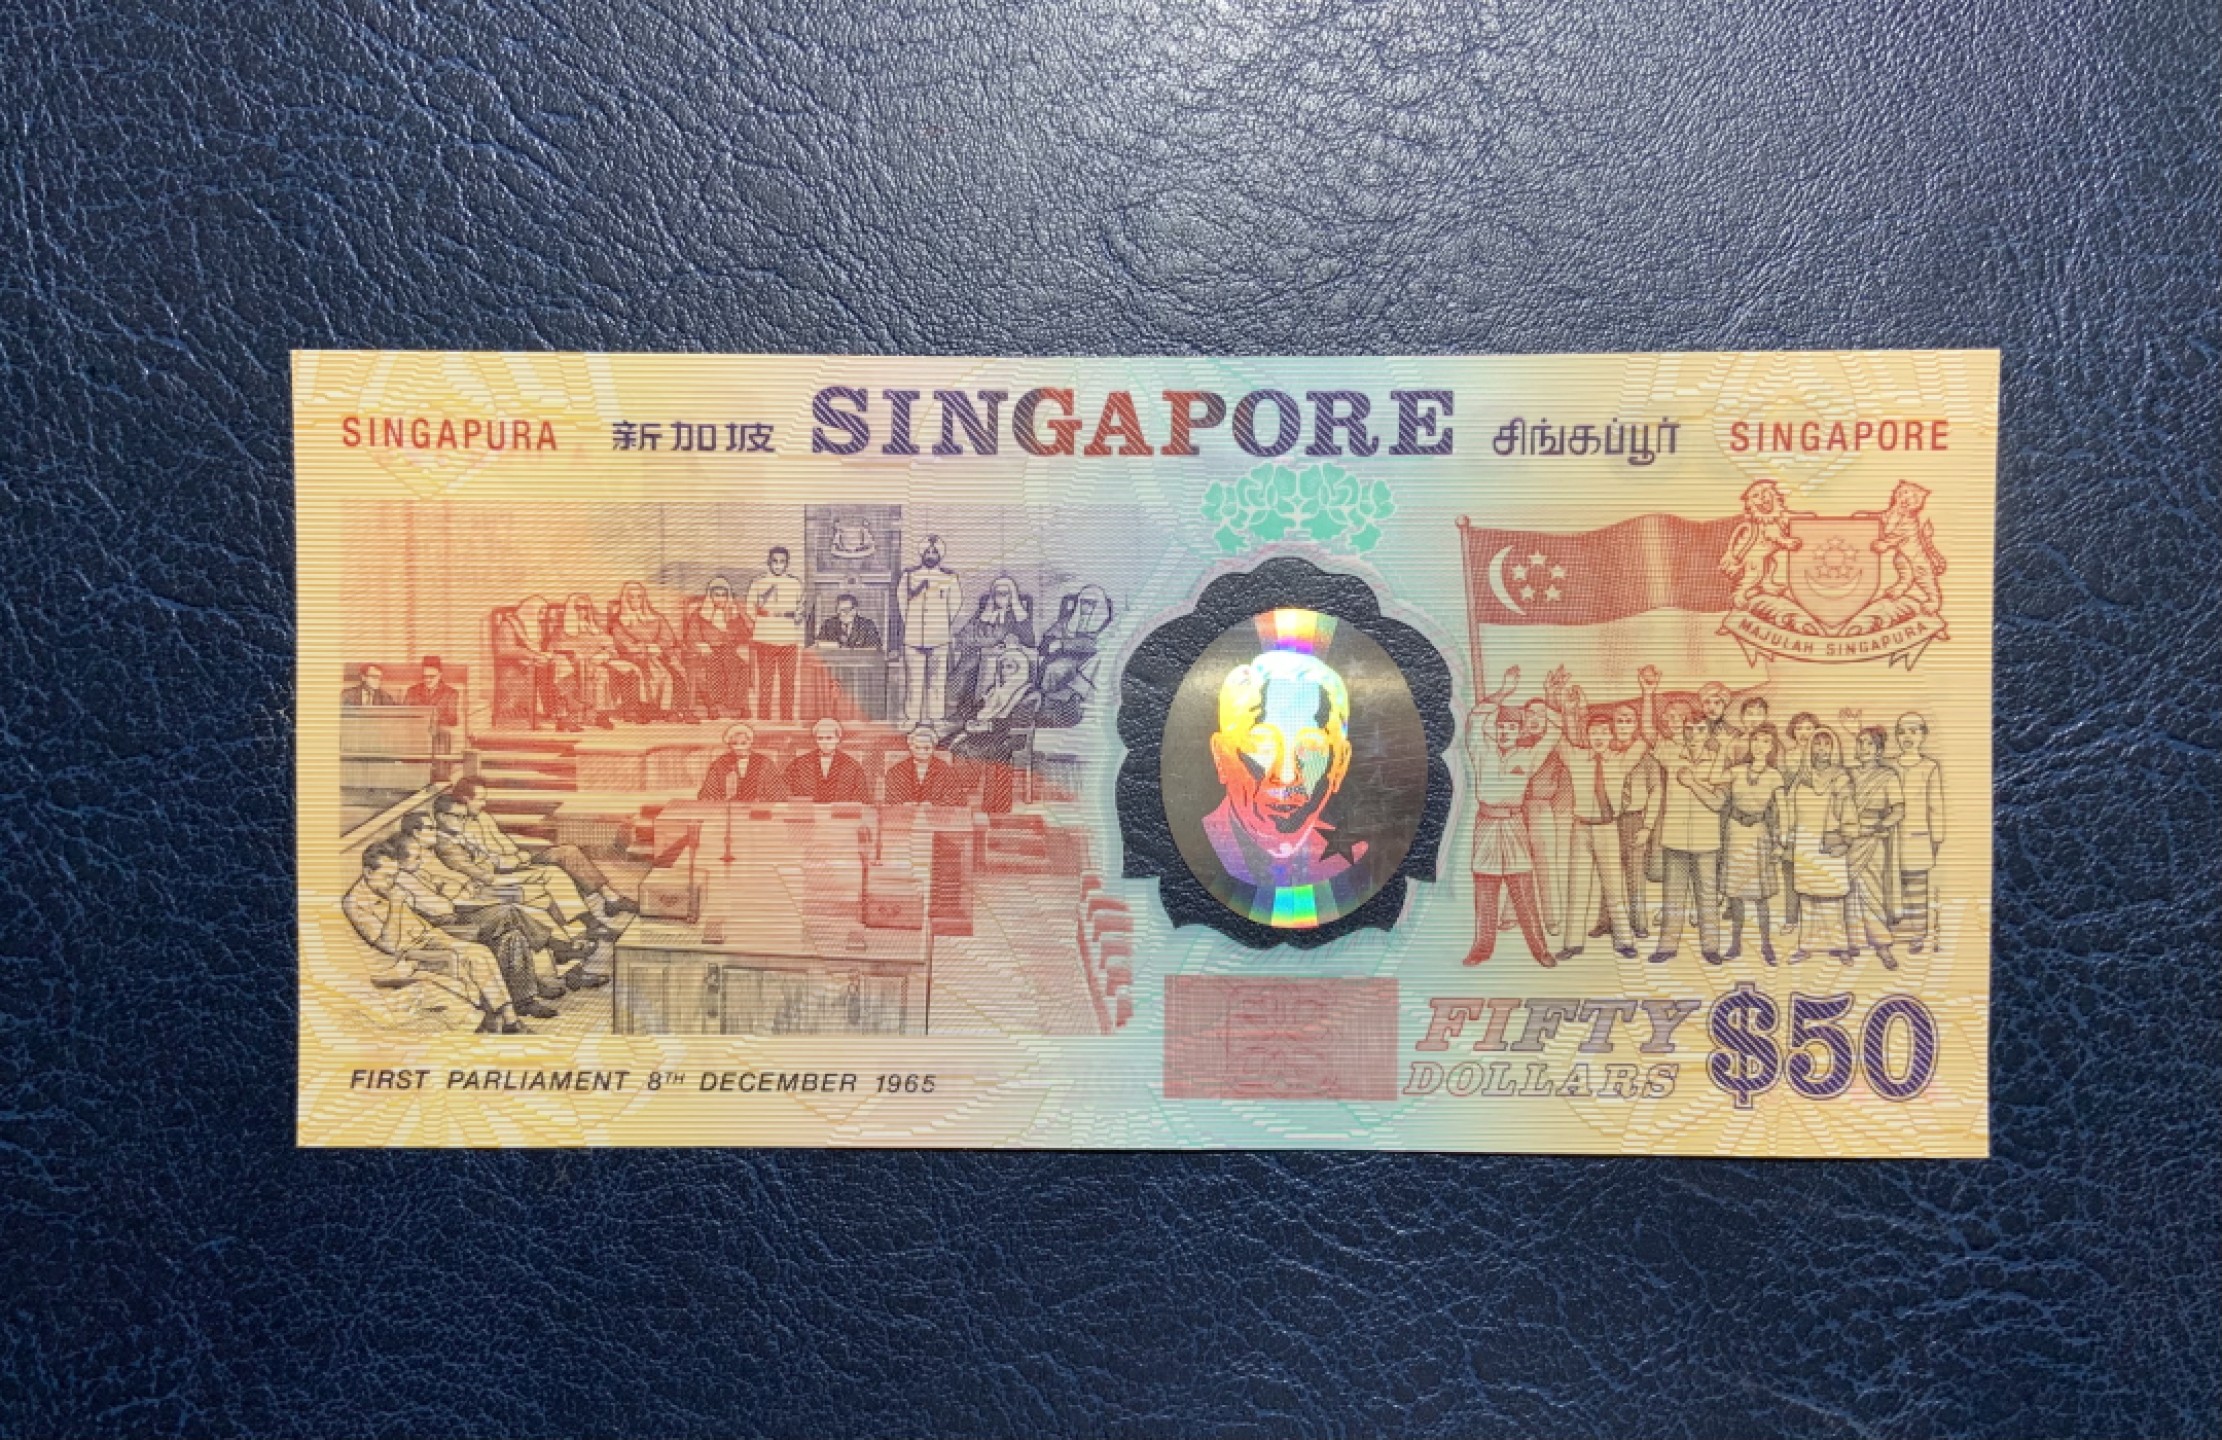 SINGAPURA 新加坡 SINGAPORE சிங்கப்பூர் SINGAPORE
MAJULAH SINGAPURA
FIFTY
DOLLARS
$50
FIRST PARLIAMENT 8TH DECEMBER 1965